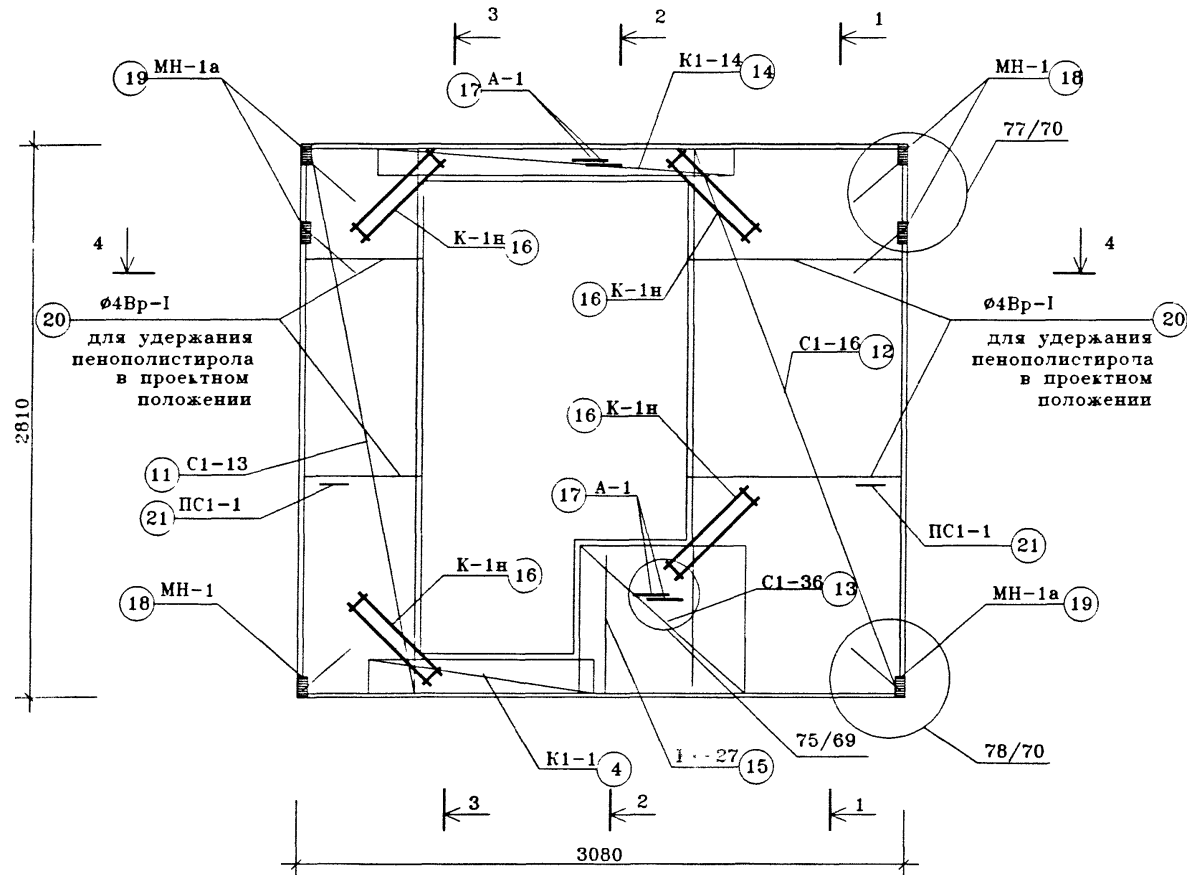 3
2
1
19 МН-1а
17 А-1
К1-14 14
МН-1 18
77/70
4
К-1н 16
16 К-1н
4
20
ø4Вр-I
для удержания
пенополистирола
в проектном
положении
ø4Вр-I
20
для удержания
пенополистирола
в проектном
положении
С1-16 12
2810
16 К-1н
11 С1-13
17 А-1
21 ПС1-1
ПС1-1
21
К-1н 16
С1-36 13
18 МН-1
МН-1а 19
К1-1 4
27 15
75/69
78/70
3
2
1
3080